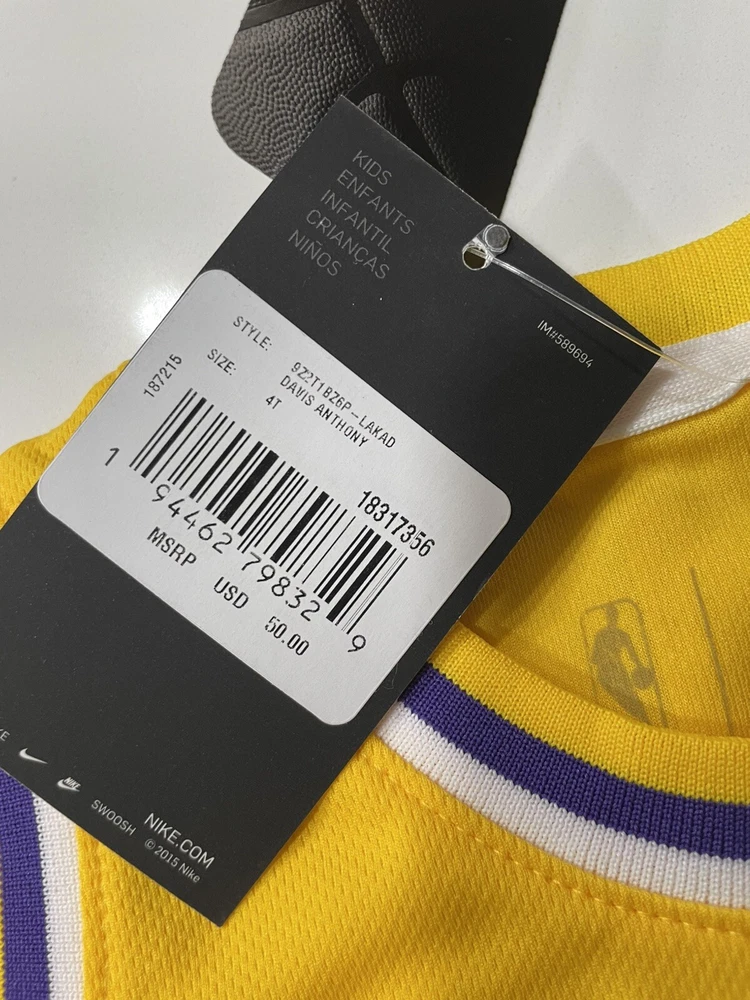 KIDS
ENFANTS
INFANTIL
CRIANÇAS
NIÑOS
IM#589694
STYLE: 9Z2T1BZ6P-LAKAD
DAVIS ANTHONY
SIZE: 4T
187215
18317356
1 94462 79832 9
MSRP USD 50.00
SWOOSH
NIKE.COM
© 2015 Nike